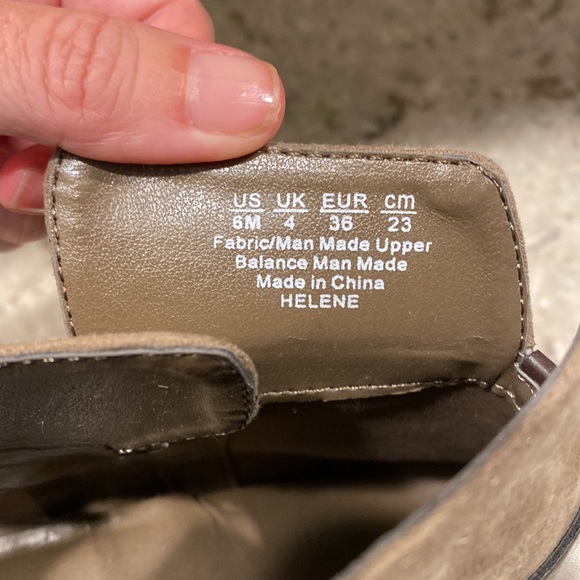 US UK EUR cm
6M 4 36 23
Fabric/Man Made Upper
Balance Man Made
Made in China
HELENE